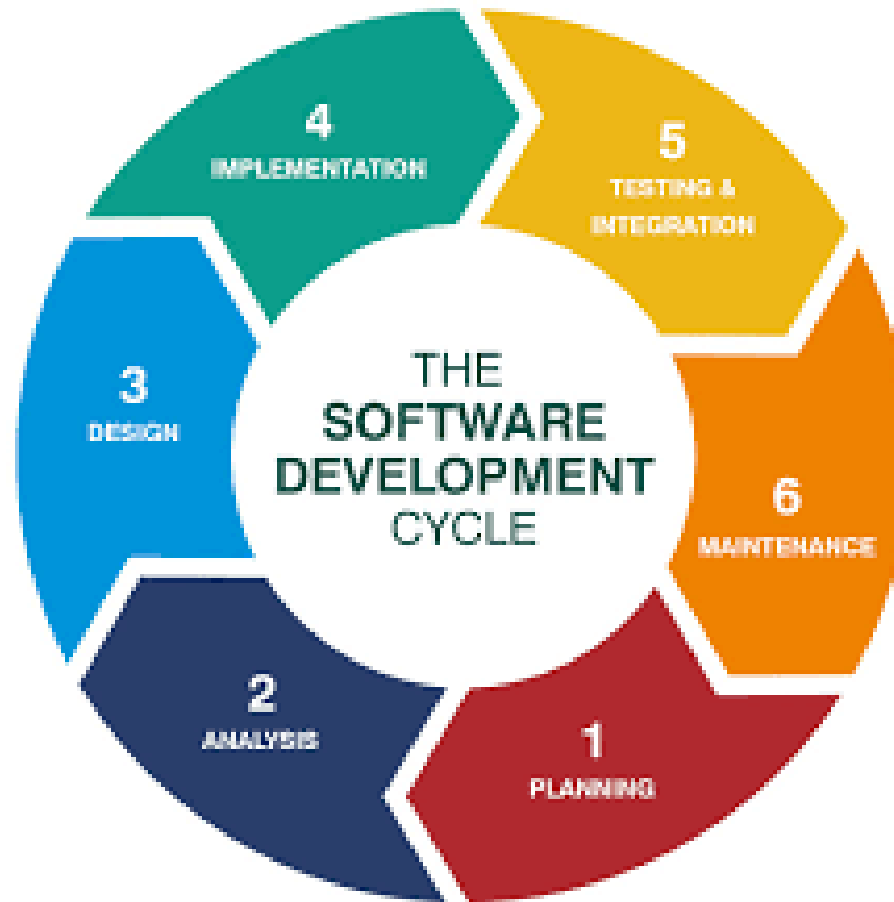 THE
SOFTWARE
DEVELOPMENT
CYCLE
1
PLANNING
2
ANALYSIS
3
DESIGN
4
IMPLEMENTATION
5
TESTING &
INTEGRATION
6
MAINTENANCE